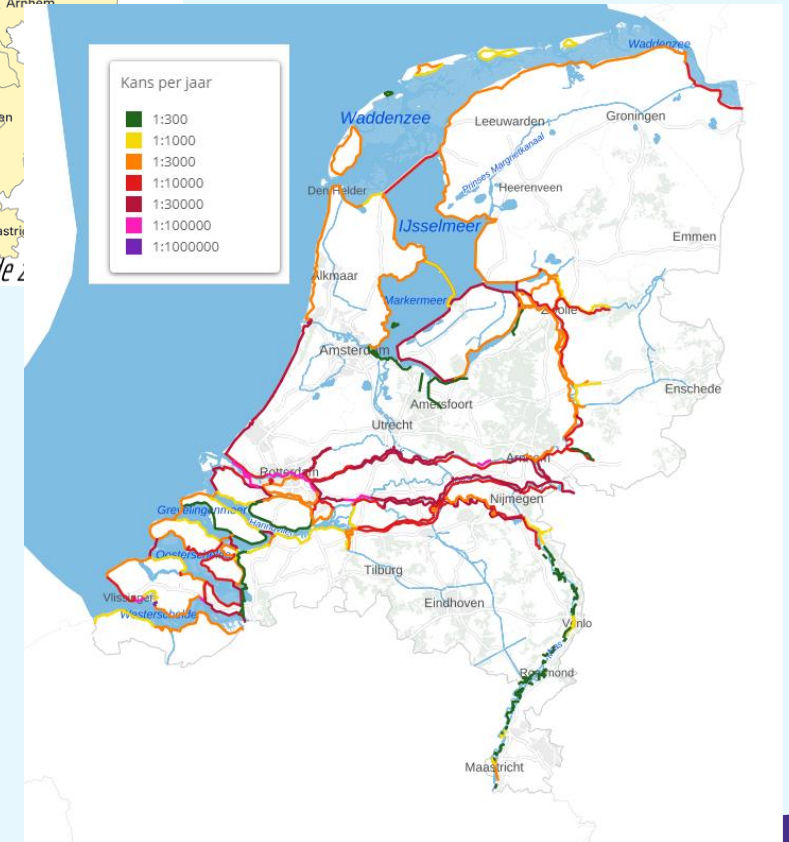 Arnhem
Waddenzee
Kans per jaar
1:300
1:1000
1:3000
1:10000
1:30000
1:100000
1:1000000
Waddenzee
Leeuwarden
Groningen
Prinses Margrietkanaal
Den Helder
Heerenveen
IJsselmeer
Emmen
Alkmaar
Markermeer
Zwolle
Amsterdam
Enschede
Amersfoort
Utrecht
Arnhem
Rotterdam
Nijmegen
Grevelingenmeer
Haringvliet
Oosterschelde
Tilburg
Vlissingen
Eindhoven
Westerschelde
Venlo
Maas
Roermond
Maastricht